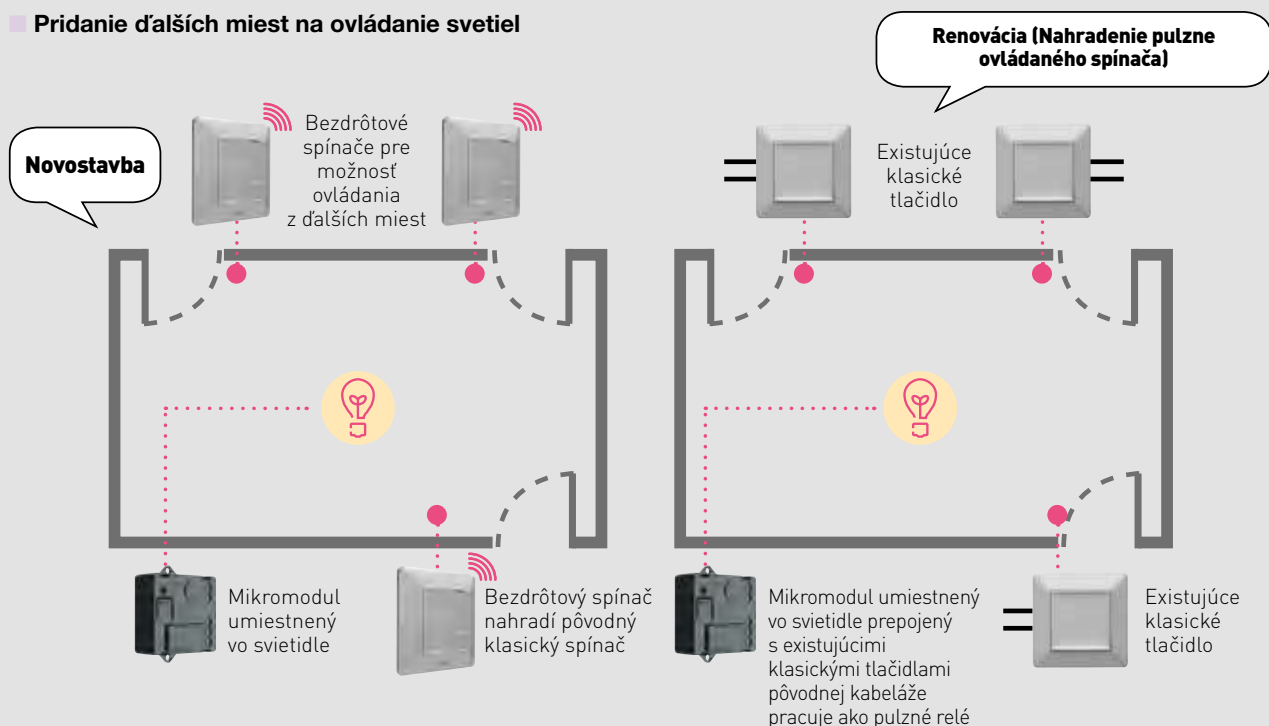 Pridanie ďalších miest na ovládanie svetiel
Novostavba
Bezdrôtové
spínače pre
možnosť
ovládania
z ďalších miest
Mikromodul
umiestnený
vo svietidle
Bezdrôtový spínač
nahradí pôvodný
klasický spínač
Renovácia (Nahradenie pulzne
ovládaného spínača)
Existujúce
klasické
tlačidlo
Mikromodul umiestnený
vo svietidle prepojený
s existujúcimi
klasickými tlačidlami
pôvodnej kabeláže
pracuje ako pulzné relé
Existujúce
klasické
tlačidlo